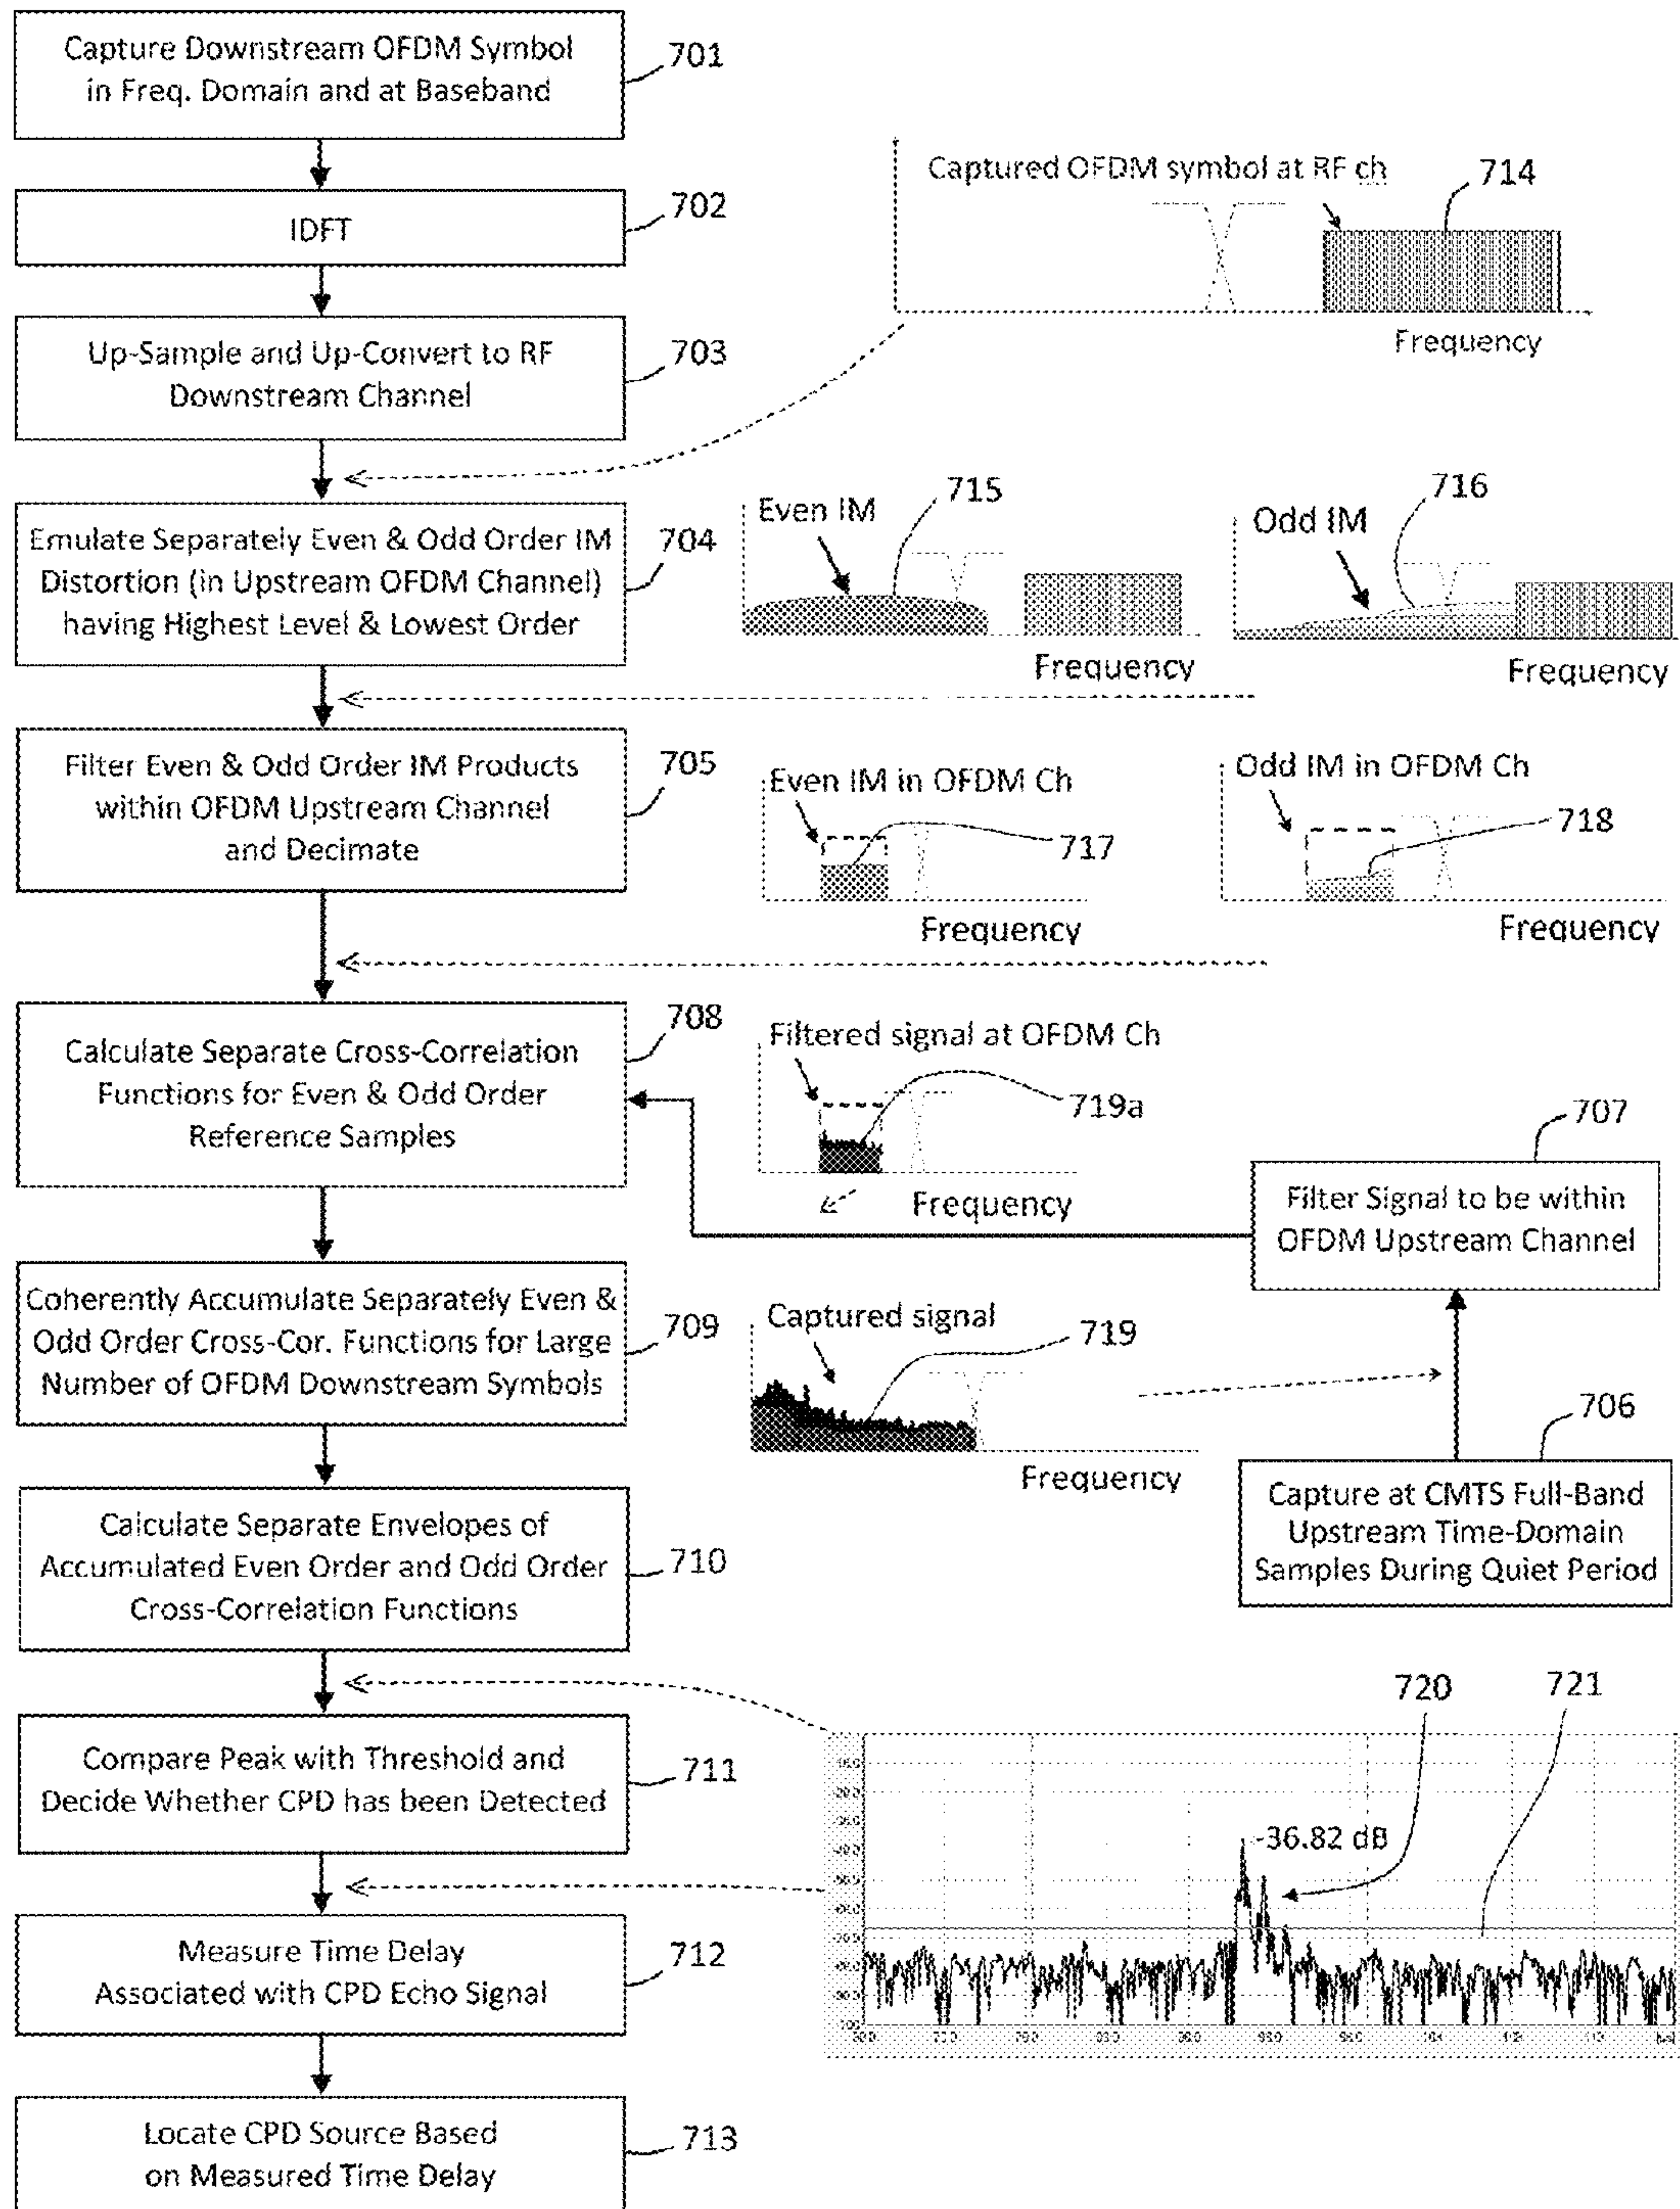 Capture Downstream OFDM Symbol
in Freq. Domain and at Baseband
701
IDFT
702
Up-Sample and Up-Convert to RF
Downstream Channel
703
Captured OFDM symbol at RF ch
714
Frequency
Emulate Separately Even & Odd Order IM
Distortion (in Upstream OFDM Channel)
having Highest Level & Lowest Order
704
Even IM
715
Frequency
Odd IM
716
Frequency
Filter Even & Odd Order IM Products
within OFDM Upstream Channel
and Decimate
705
Even IM in OFDM Ch
717
Frequency
Odd IM in OFDM Ch
718
Frequency
Calculate Separate Cross-Correlation
Functions for Even & Odd Order
Reference Samples
708
Filtered signal at OFDM Ch
719a
Frequency
707
Filter Signal to be within
OFDM Upstream Channel
Coherently Accumulate Separately Even &
Odd Order Cross-Cor. Functions for Large
Number of OFDM Downstream Symbols
709
Captured signal
719
Frequency
706
Capture at CMTS Full-Band
Upstream Time-Domain
Samples During Quiet Period
Calculate Separate Envelopes of
Accumulated Even Order and Odd Order
Cross-Correlation Functions
710
Compare Peak with Threshold and
Decide Whether CPD has been Detected
711
720
721
-36.82 dB
Measure Time Delay
Associated with CPD Echo Signal
712
Locate CPD Source Based
on Measured Time Delay
713